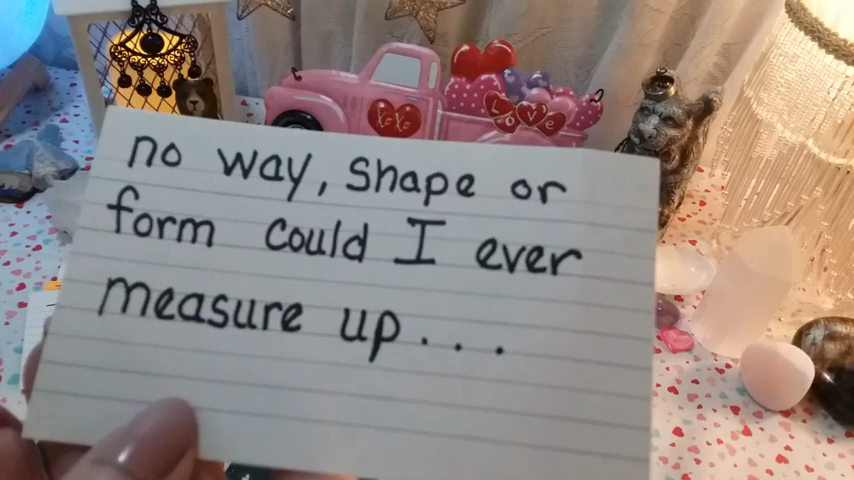 XOXO
Love
no way, shape or
form could I ever
measure up...